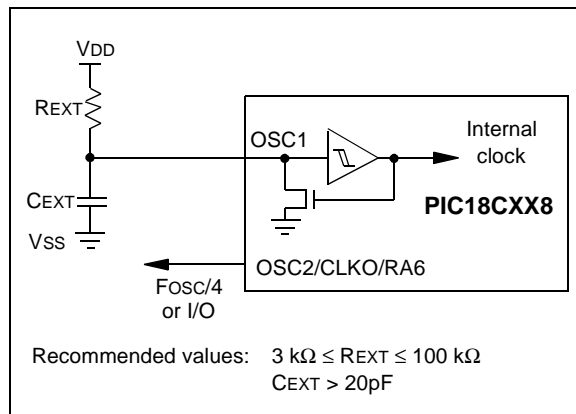 VDD
REXT
OSC1
Internal
clock
CEXT
PIC18CXX8
VSS
OSC2/CLKO/RA6
FOSC/4
or I/O
Recommended values: 3 kΩ ≤ REXT ≤ 100 kΩ
CEXT > 20pF